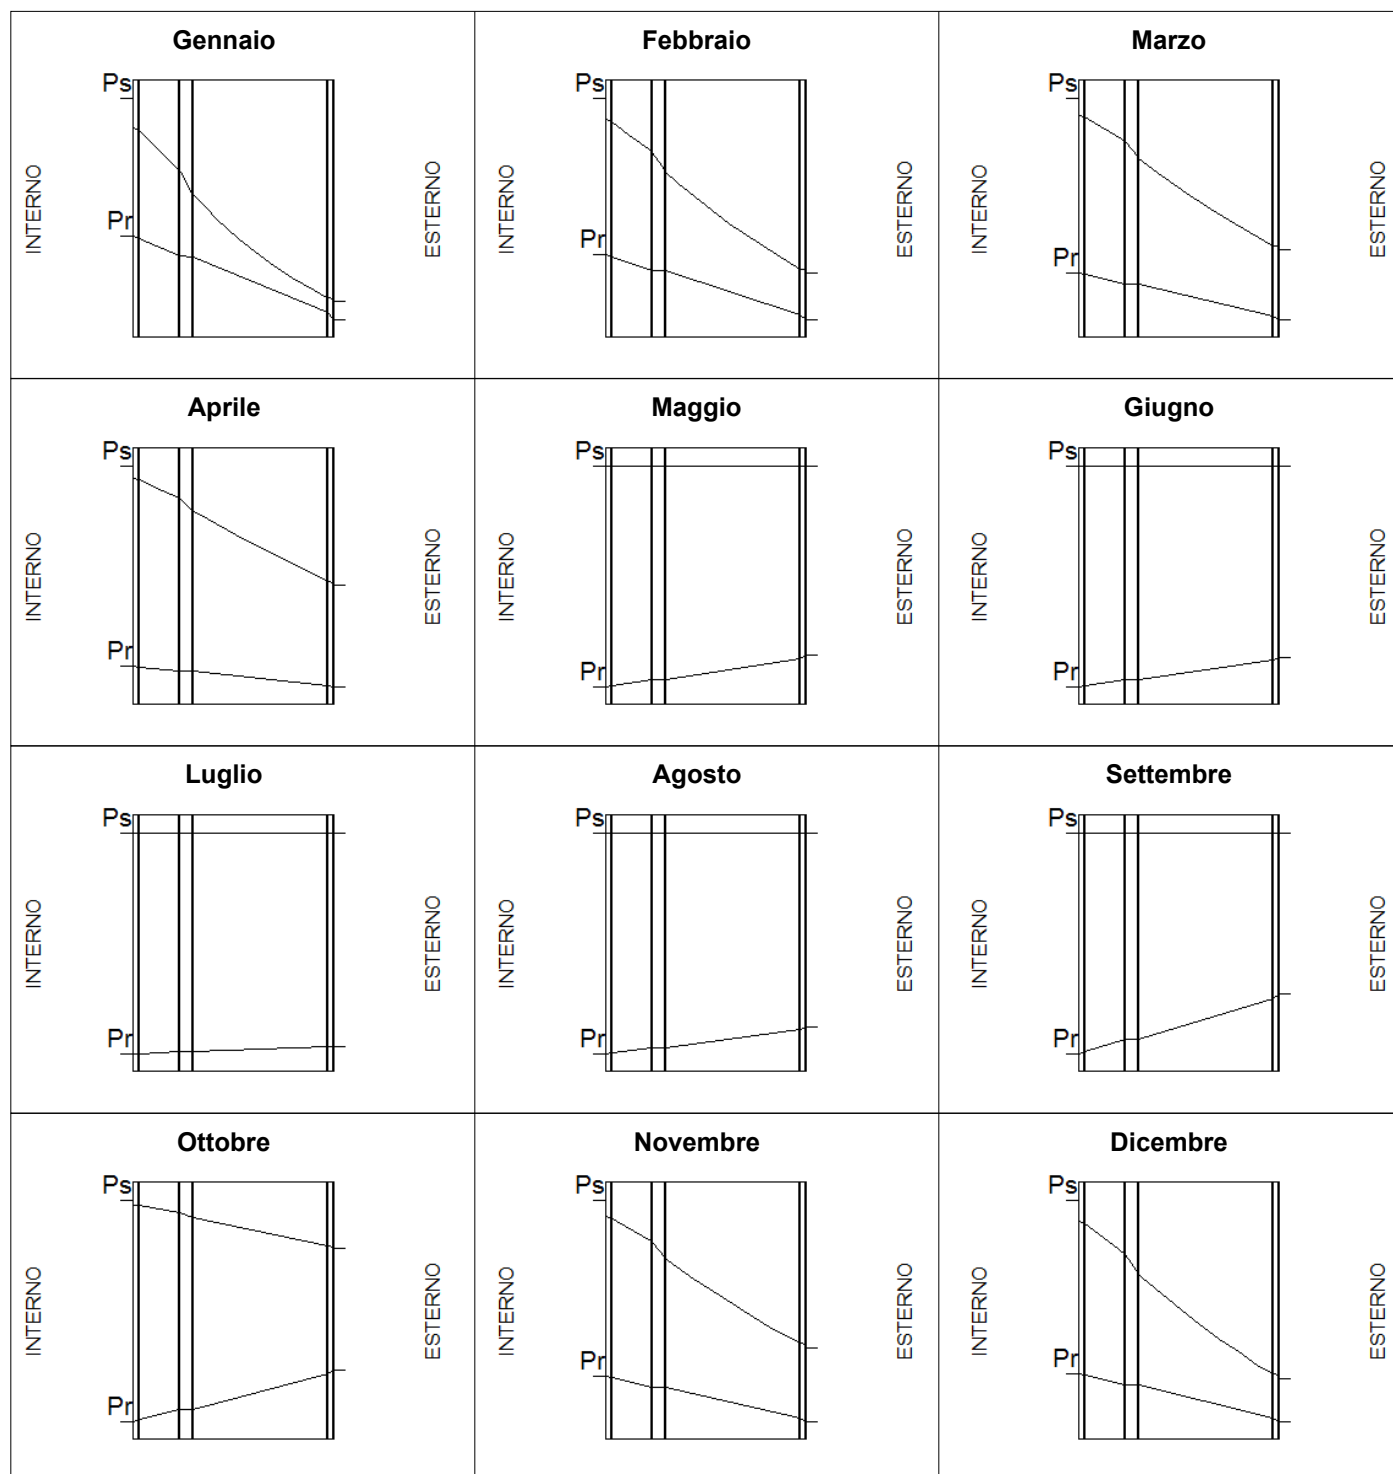 Gennaio
Febbraio
Marzo
Ps
Pr
INTERNO
ESTERNO
Ps
Pr
INTERNO
ESTERNO
Ps
Pr
INTERNO
ESTERNO
Aprile
Maggio
Giugno
Ps
Pr
INTERNO
ESTERNO
Ps
Pr
INTERNO
ESTERNO
Ps
Pr
INTERNO
ESTERNO
Luglio
Agosto
Settembre
Ps
Pr
INTERNO
ESTERNO
Ps
Pr
INTERNO
ESTERNO
Ps
Pr
INTERNO
ESTERNO
Ottobre
Novembre
Dicembre
Ps
Pr
INTERNO
ESTERNO
Ps
Pr
INTERNO
ESTERNO
Ps
Pr
INTERNO
ESTERNO